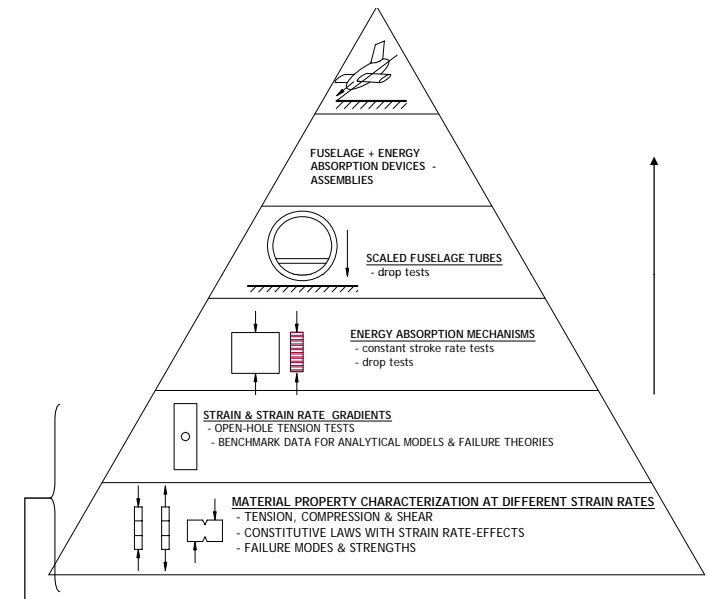 FUSELAGE + ENERGY
ABSORPTION DEVICES -
ASSEMBLIES
SCALED FUSELAGE TUBES
- drop tests
ENERGY ABSORPTION MECHANISMS
- constant stroke rate tests
- drop tests
STRAIN & STRAIN RATE GRADIENTS
- OPEN-HOLE TENSION TESTS
- BENCHMARK DATA FOR ANALYTICAL MODELS & FAILURE THEORIES
MATERIAL PROPERTY CHARACTERIZATION AT DIFFERENT STRAIN RATES
- TENSION, COMPRESSION & SHEAR
- CONSTITUTIVE LAWS WITH STRAIN RATE-EFFECTS
- FAILURE MODES & STRENGTHS